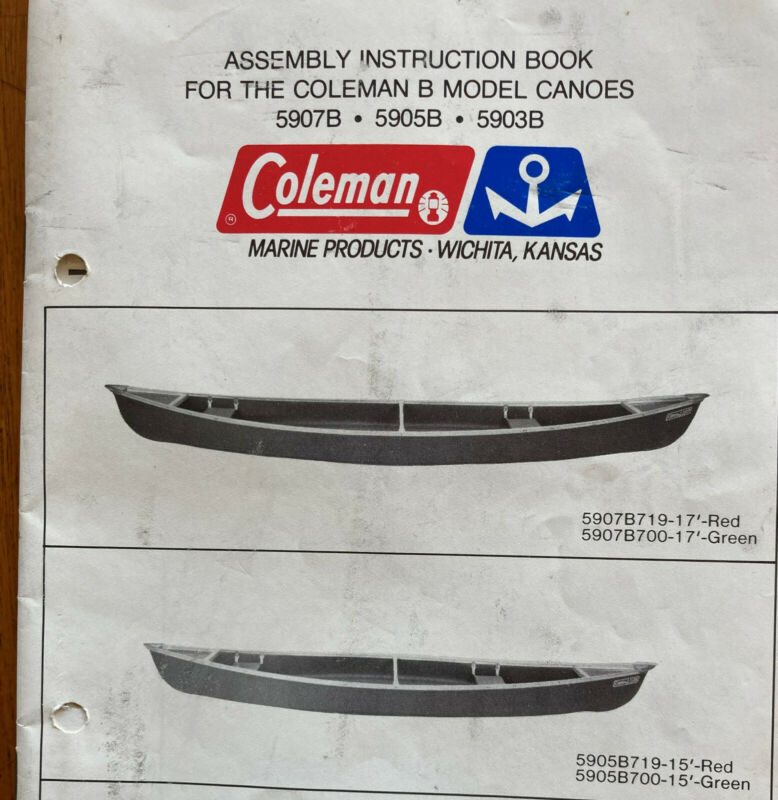 ASSEMBLY INSTRUCTION BOOK
FOR THE COLEMAN B MODEL CANOES
5907B • 5905B • 5903B
Coleman
®
MARINE PRODUCTS · WICHITA, KANSAS
5907B719-17'-Red
5907B700-17'-Green
5905B719-15'-Red
5905B700-15'-Green